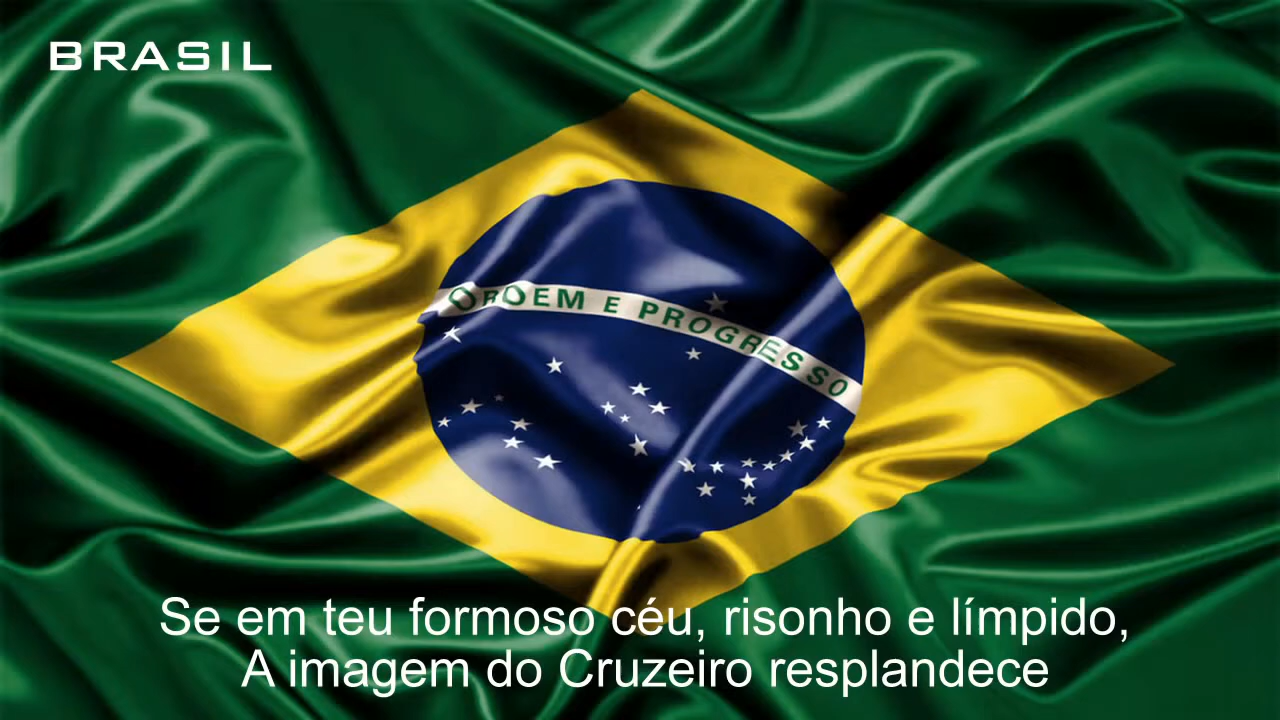 BRASIL
ORDEM E PROGRESSO
Se em teu formoso céu, risonho e límpido,
A imagem do Cruzeiro resplandece